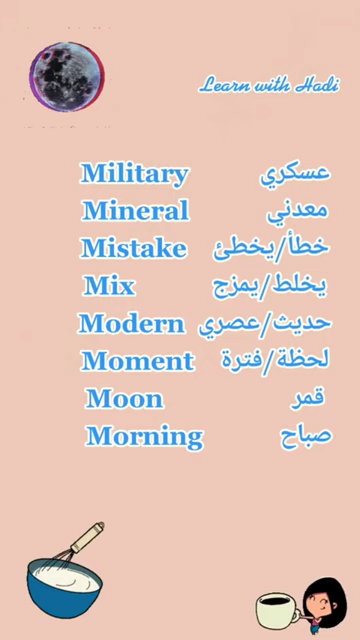 Learn with Hadi
Military عسكري
Mineral معدني
Mistake خطأ/يخطئ
Mix يخلط/يمزج
Modern حديث/عصري
Moment لحظة/فترة
Moon قمر
Morning صباح